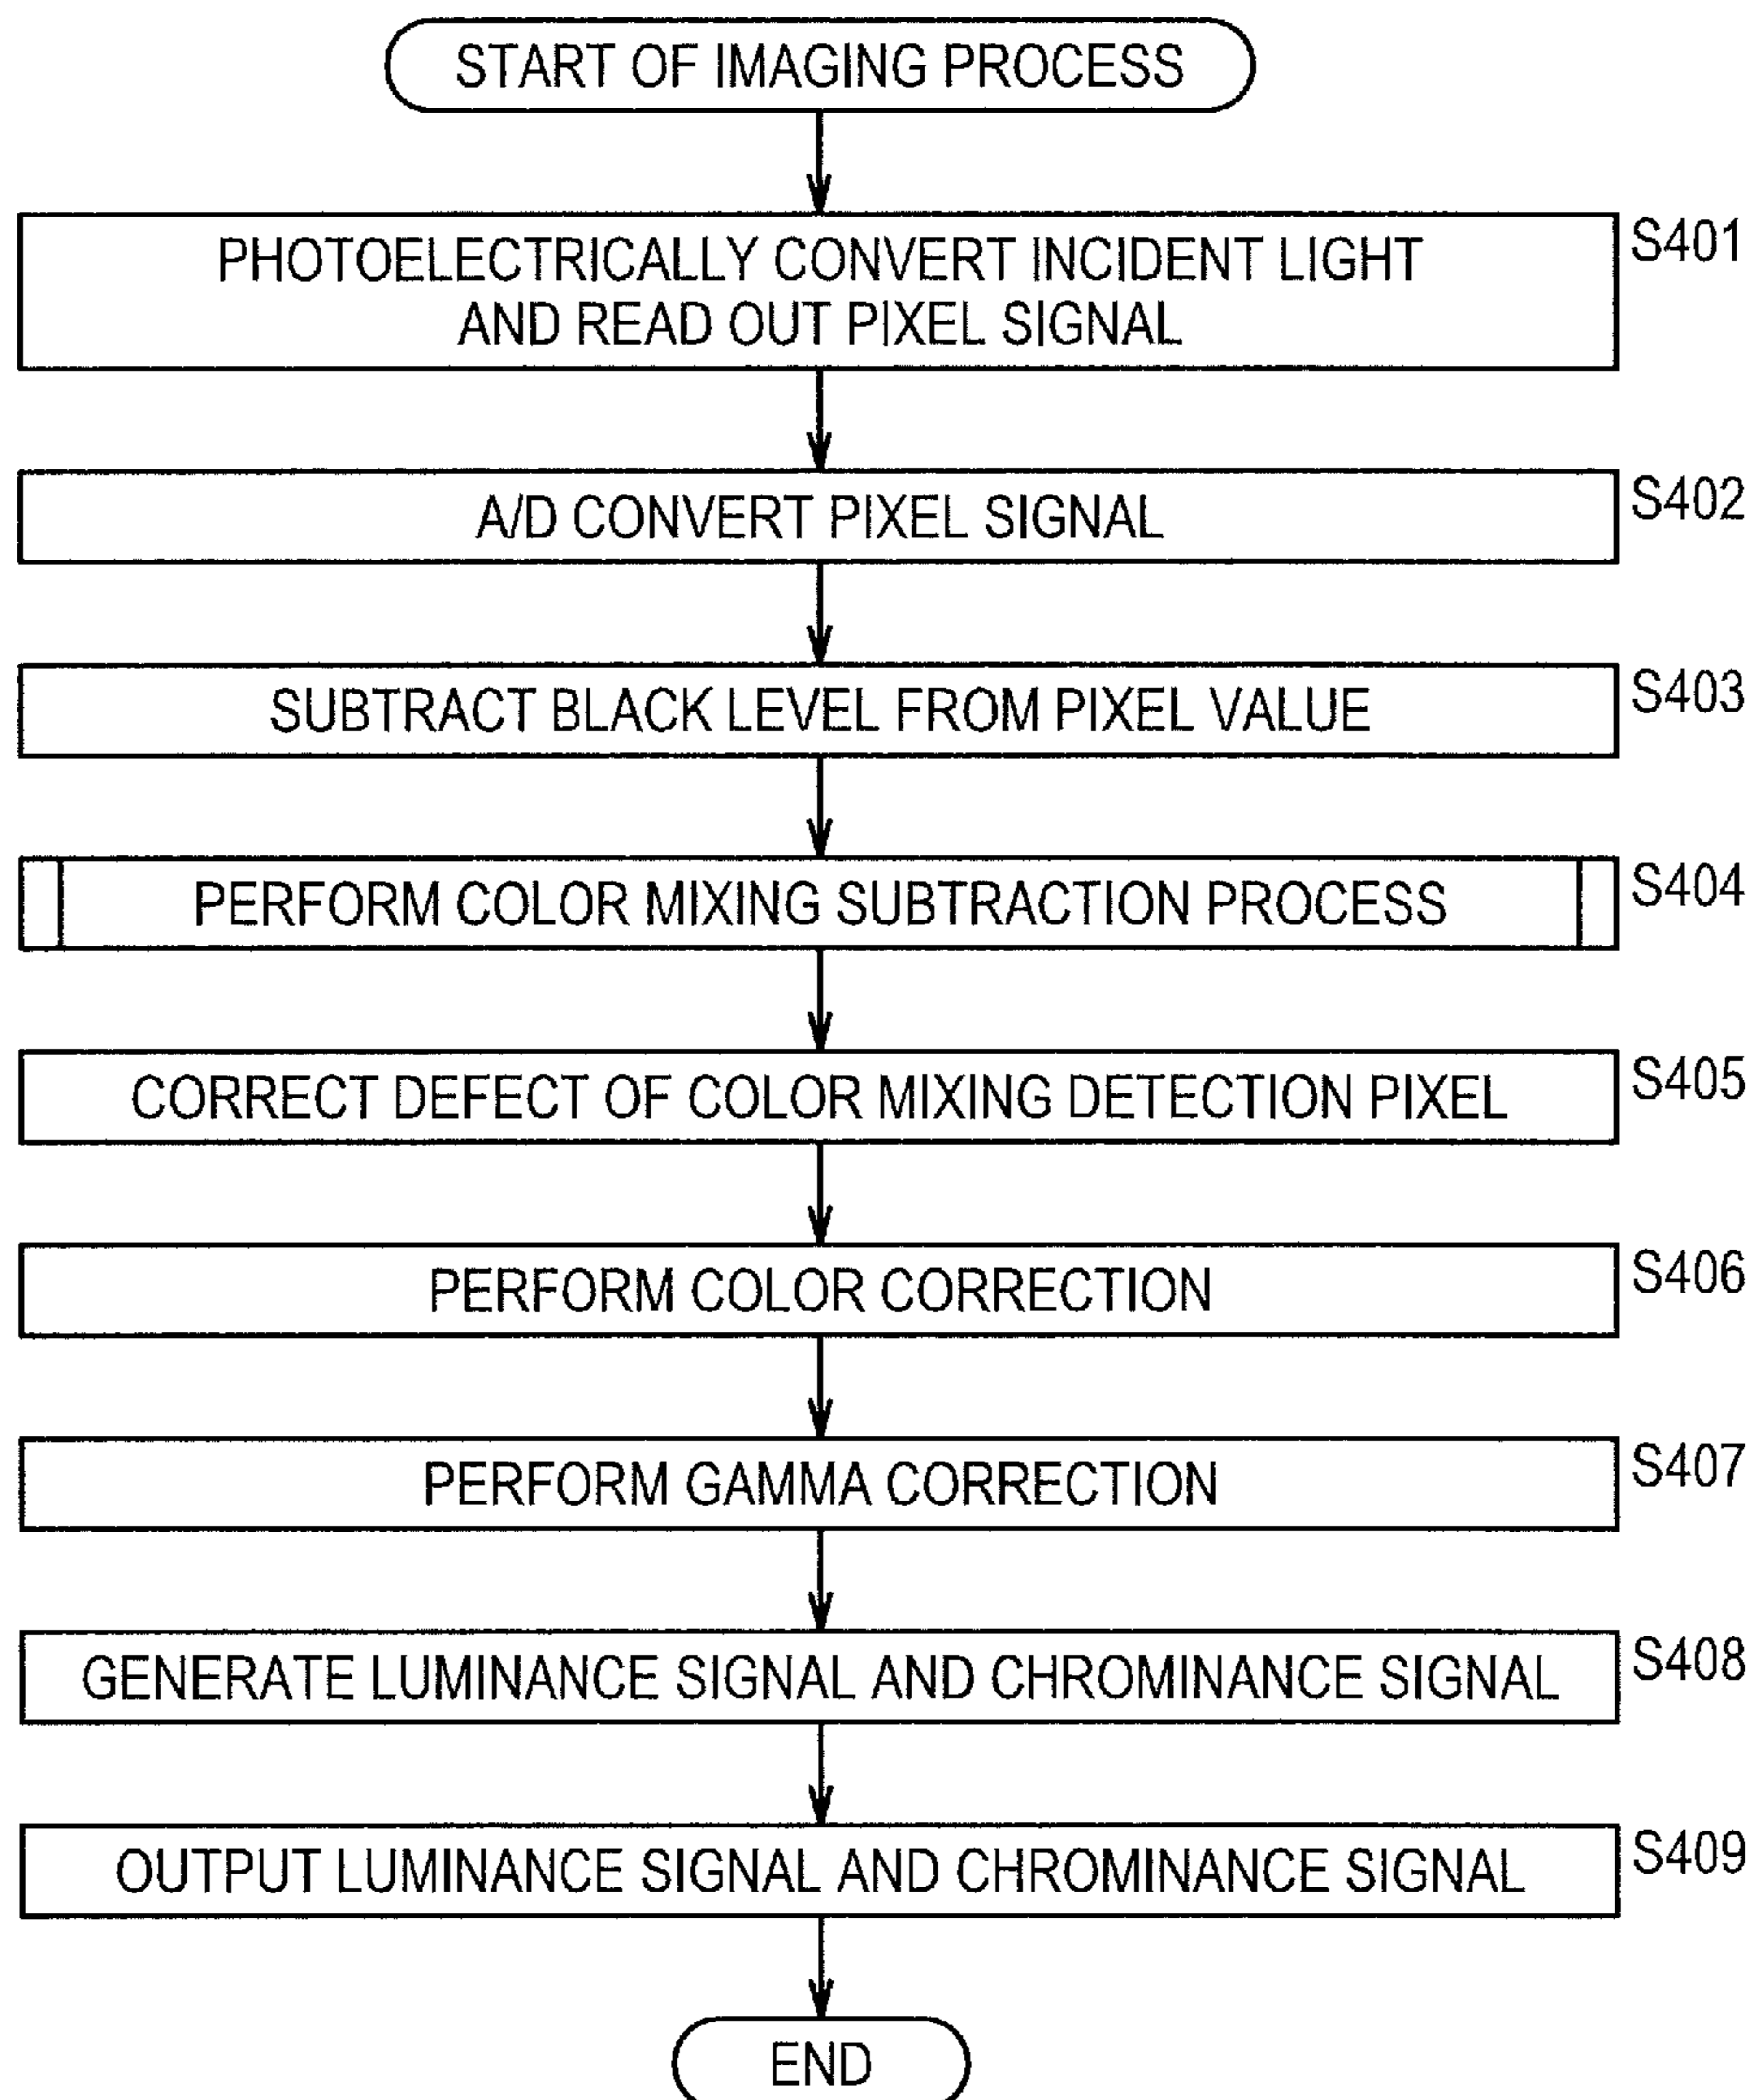 START OF IMAGING PROCESS
PHOTOELECTRICALLY CONVERT INCIDENT LIGHT
AND READ OUT PIXEL SIGNAL
S401
A/D CONVERT PIXEL SIGNAL
S402
SUBTRACT BLACK LEVEL FROM PIXEL VALUE
S403
PERFORM COLOR MIXING SUBTRACTION PROCESS
S404
CORRECT DEFECT OF COLOR MIXING DETECTION PIXEL
S405
PERFORM COLOR CORRECTION
S406
PERFORM GAMMA CORRECTION
S407
GENERATE LUMINANCE SIGNAL AND CHROMINANCE SIGNAL
S408
OUTPUT LUMINANCE SIGNAL AND CHROMINANCE SIGNAL
S409
END